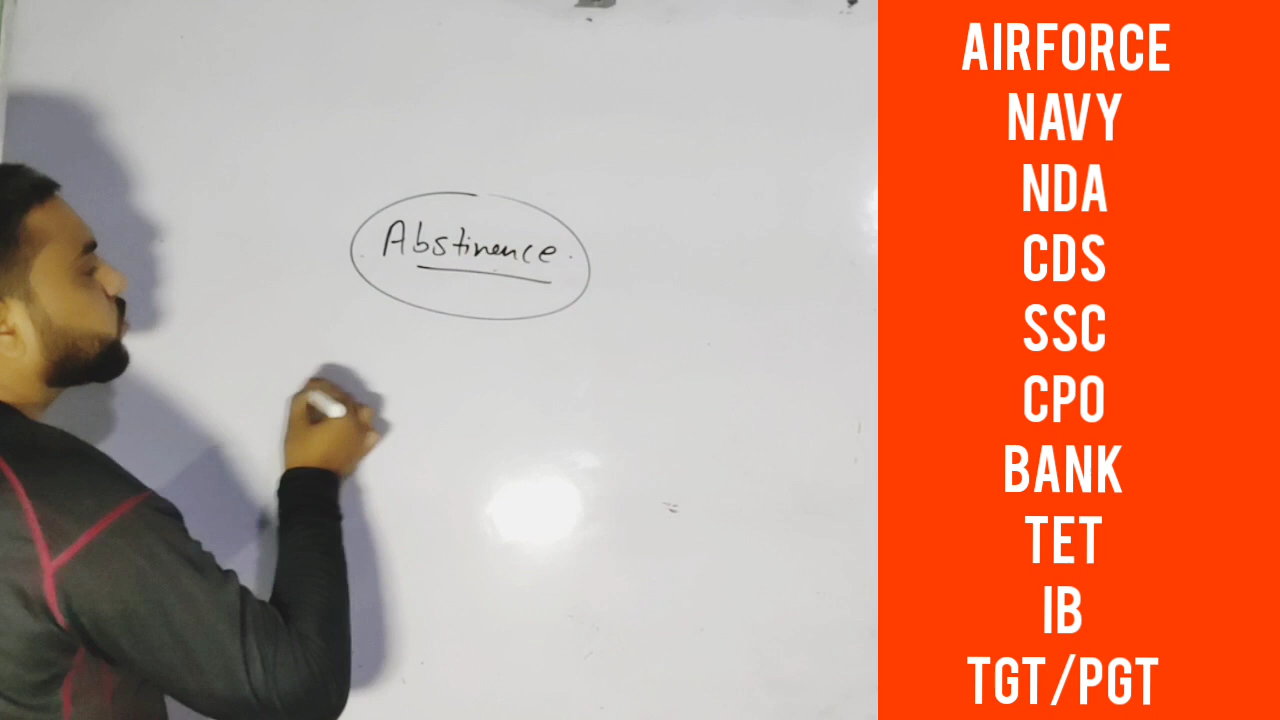 Abstinence
AIRFORCE
NAVY
NDA
CDS
SSC
CPO
BANK
TET
IB
TGT/PGT